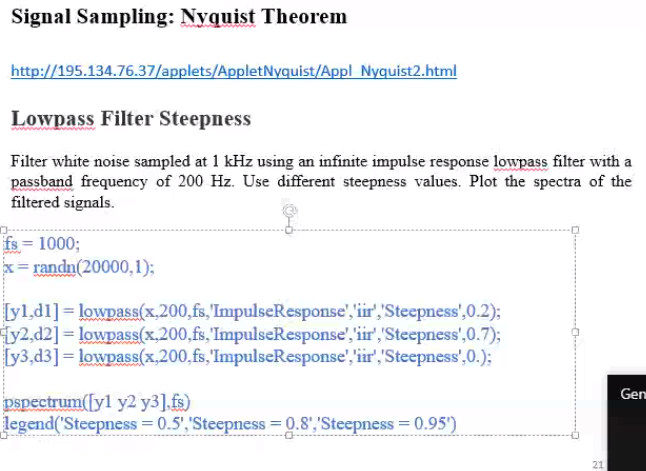 Signal Sampling: Nyquist Theorem
http://195.134.76.37/applets/AppletNyquist/Appl_Nyquist2.html
Lowpass Filter Steepness
Filter white noise sampled at 1 kHz using an infinite impulse response lowpass filter with a
passband frequency of 200 Hz. Use different steepness values. Plot the spectra of the
filtered signals.
fs = 1000;
x = randn(20000,1);
[y1,d1] = lowpass(x,200,fs,'ImpulseResponse','iir','Steepness',0.2);
[y2,d2] = lowpass(x,200,fs,'ImpulseResponse','iir','Steepness',0.7);
[y3,d3] = lowpass(x,200,fs,'ImpulseResponse','iir','Steepness',0.);
pspectrum([y1 y2 y3],fs)
legend('Steepness = 0.5','Steepness = 0.8','Steepness = 0.95')
Gen
21